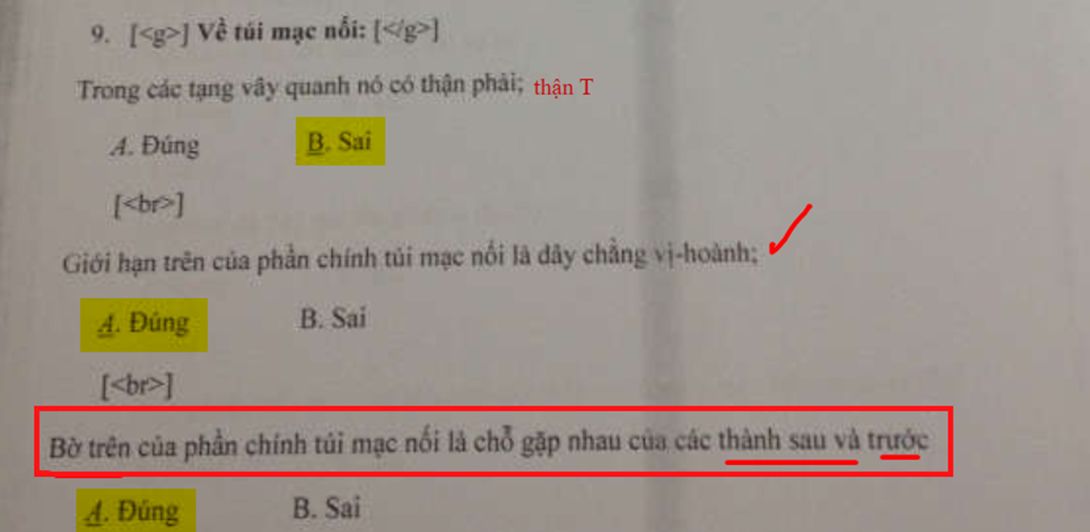 9. [<g>] Về túi mạc nối: [</g>]
Trong các tạng vây quanh nó có thận phải; thận T
A. Đúng B. Sai
[<br>]
Giới hạn trên của phần chính túi mạc nối là dây chằng vị-hoành;
A. Đúng B. Sai
[<br>]
Bờ trên của phần chính túi mạc nối là chỗ gặp nhau của các thành sau và trước
A. Đúng B. Sai